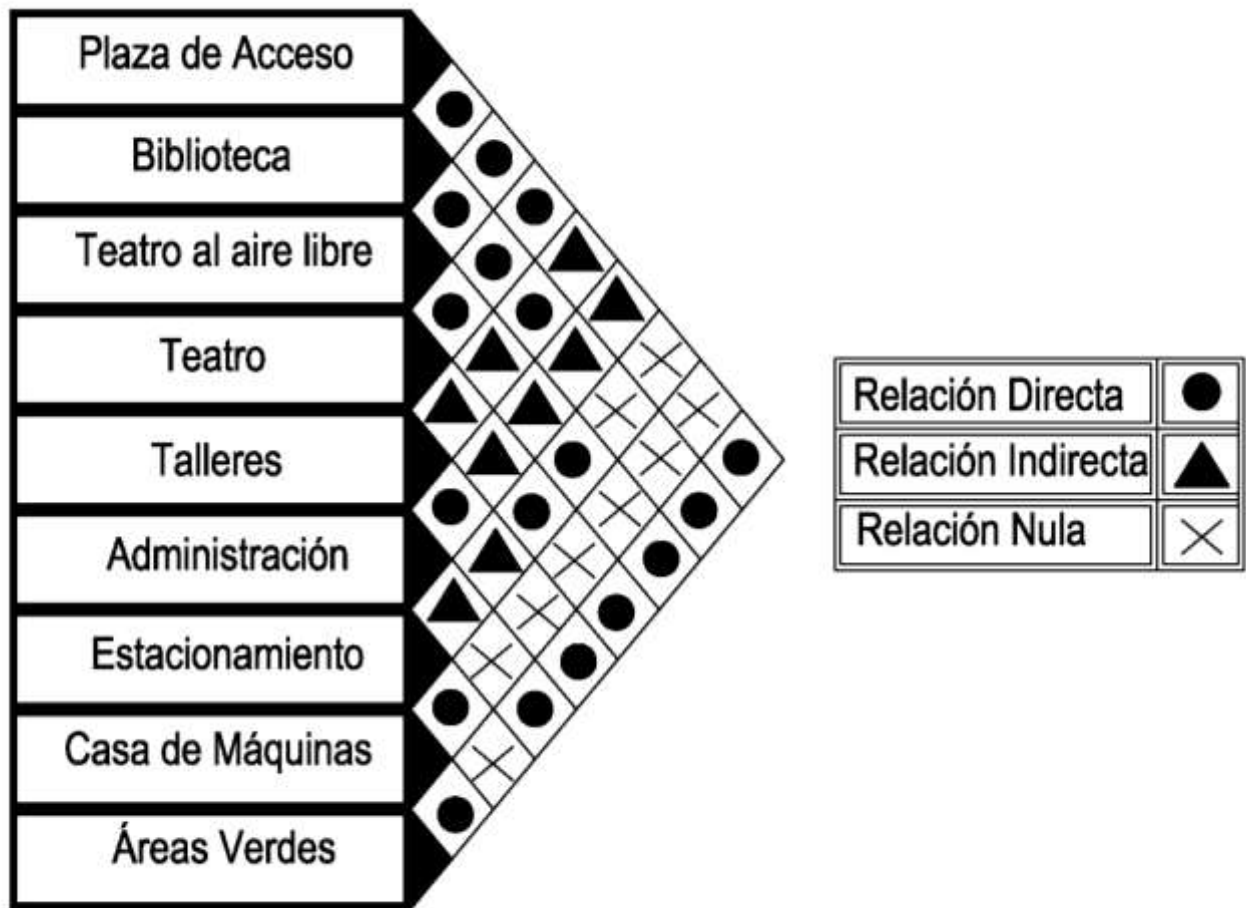 Plaza de Acceso
Biblioteca
Teatro al aire libre
Teatro
Talleres
Administración
Estacionamiento
Casa de Máquinas
Áreas Verdes
Relación Directa
Relación Indirecta
Relación Nula